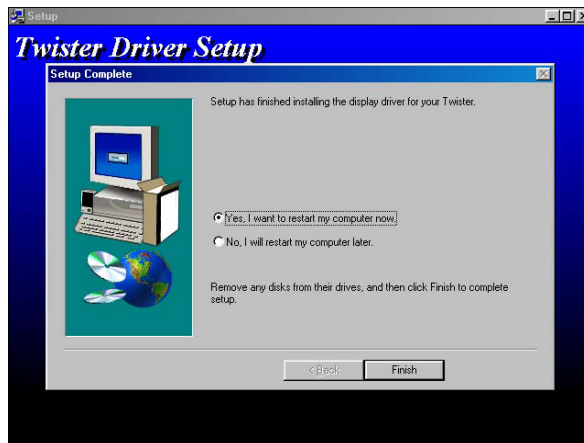 Setup
Twister Driver Setup
Setup Complete
Setup has finished installing the display driver for your Twister.
Yes, I want to restart my computer now.
No, I will restart my computer later.
Remove any disks from their drives, and then click Finish to complete
setup.
< Back
Finish